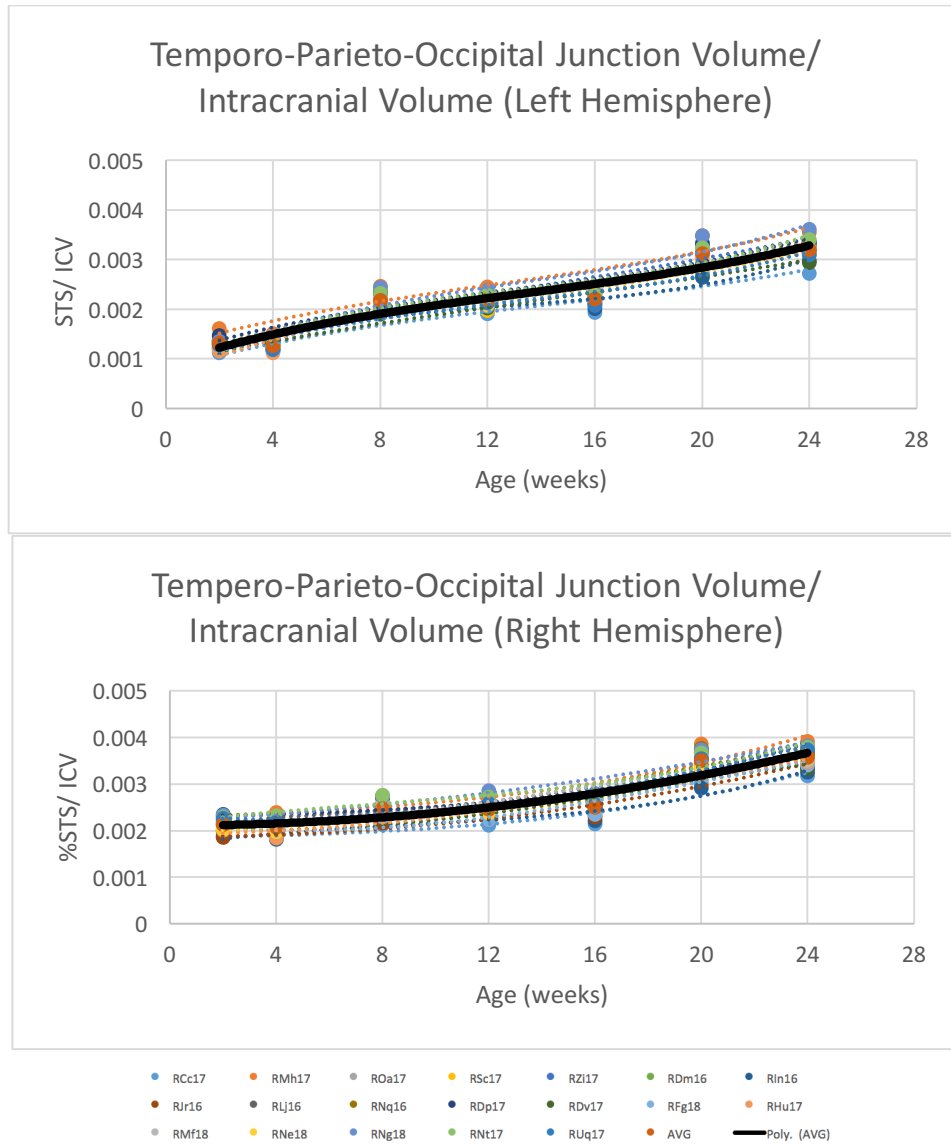 Temporo-Parieto-Occipital Junction Volume/
Intracranial Volume (Left Hemisphere)
STS/ ICV
0.005
0.004
0.003
0.002
0.001
0
0 4 8 12 16 20 24 28
Age (weeks)
Tempero-Parieto-Occipital Junction Volume/
Intracranial Volume (Right Hemisphere)
%STS/ ICV
0.005
0.004
0.003
0.002
0.001
0
0 4 8 12 16 20 24 28
Age (weeks)
RCc17 RMh17 ROa17 RSc17 RZi17 RDm16 RIn16
RJr16 RLj16 RNq16 RDp17 RDv17 RFg18 RHu17
RMf18 RNe18 RNg18 RNt17 RUq17 AVG Poly. (AVG)